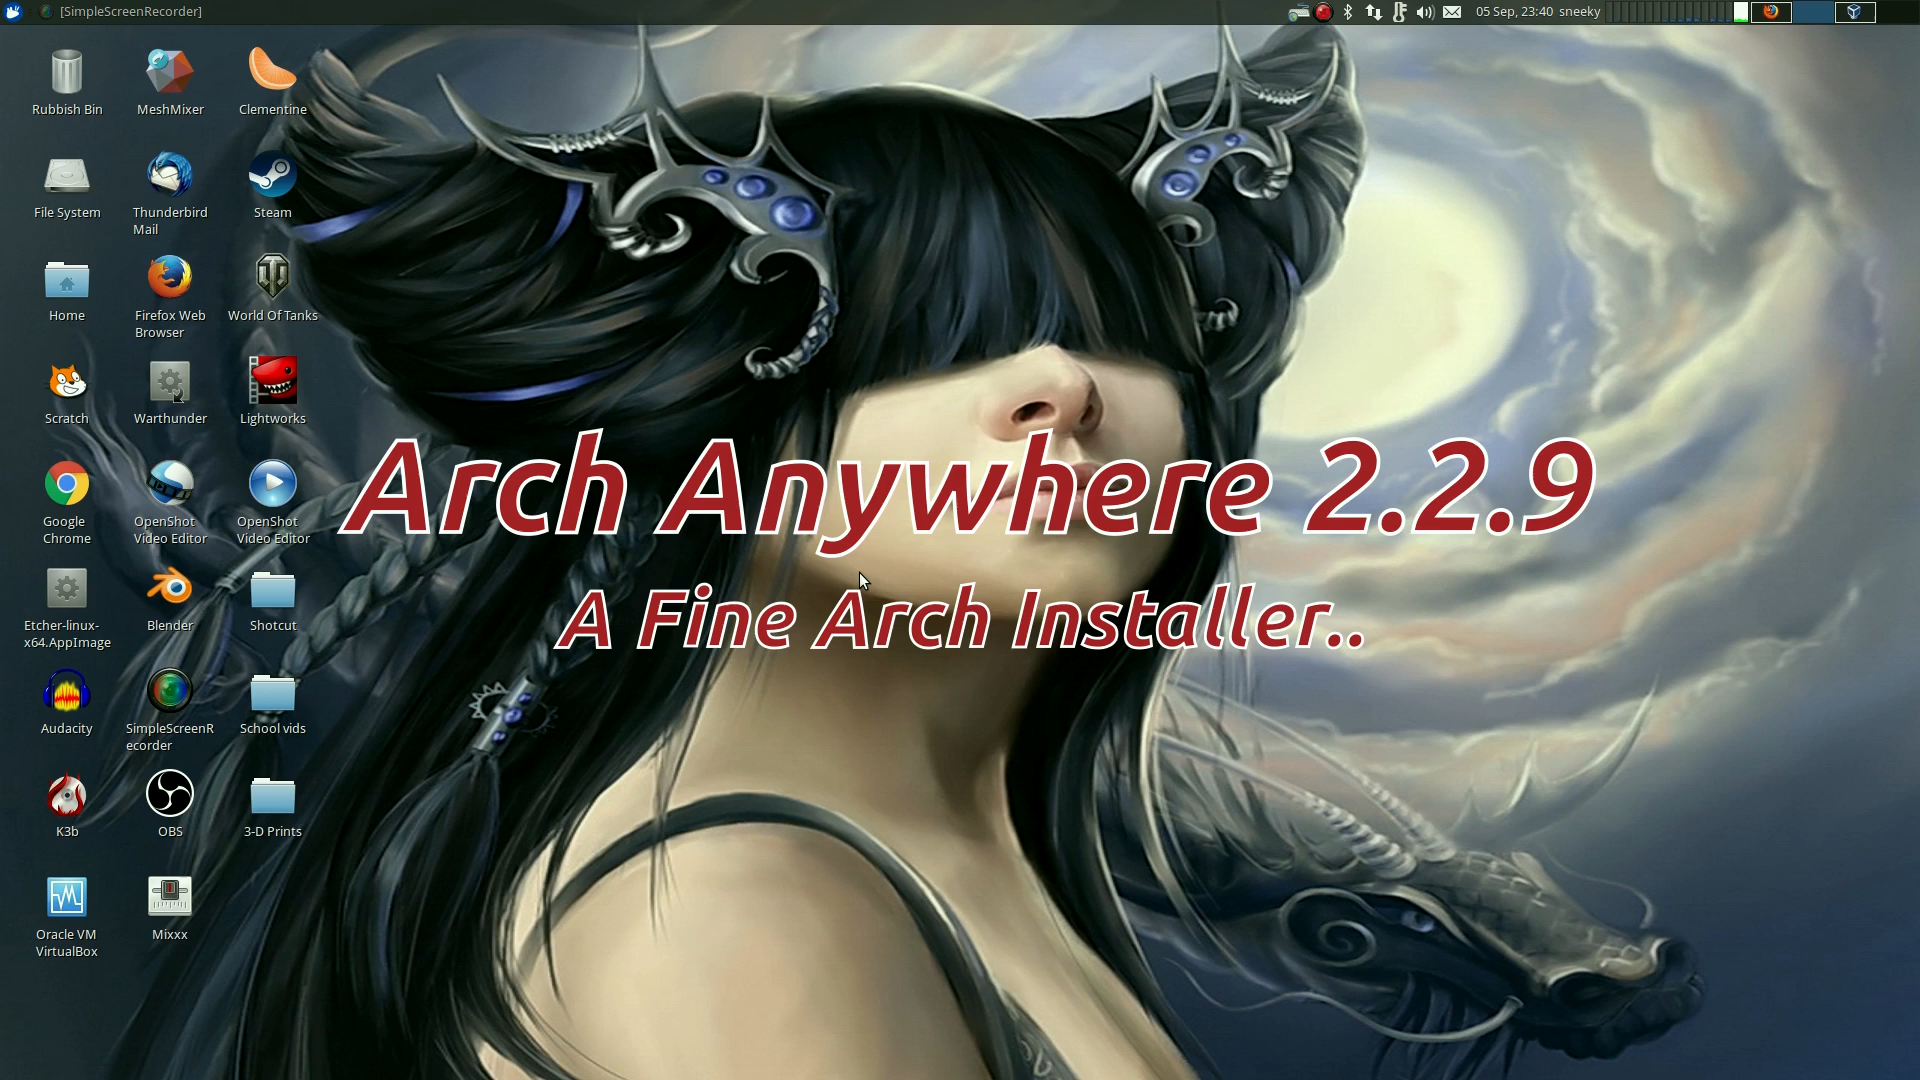 [SimpleScreenRecorder]
05 Sep, 23:40 sneeky
Rubbish Bin
MeshMixer
Clementine
File System
Thunderbird
Mail
Steam
Home
Firefox Web
Browser
World Of Tanks
Scratch
Warthunder
Lightworks
Arch Anywhere 2.2.9
Google
Chrome
OpenShot
Video Editor
OpenShot
Video Editor
A Fine Arch Installer..
Etcher-linux-
x64.AppImage
Blender
Shotcut
Audacity
SimpleScreenR
ecorder
School vids
K3b
OBS
3-D Prints
Oracle VM
VirtualBox
Mixxx